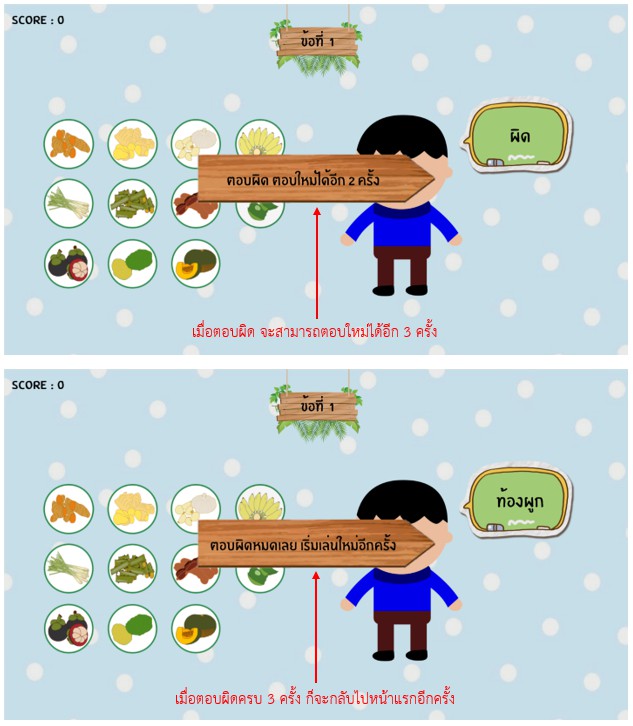 SCORE : 0
ข้อที่ 1
ผิด
ตอบผิด ตอบใหม่ได้อีก 2 ครั้ง
เมื่อตอบผิด จะสามารถตอบใหม่ได้อีก 3 ครั้ง
SCORE : 0
ข้อที่ 1
ท้องผูก
ตอบผิดหมดเลย เริ่มเล่นใหม่อีกครั้ง
เมื่อตอบผิดครบ 3 ครั้ง ก็จะกลับไปหน้าแรกอีกครั้ง